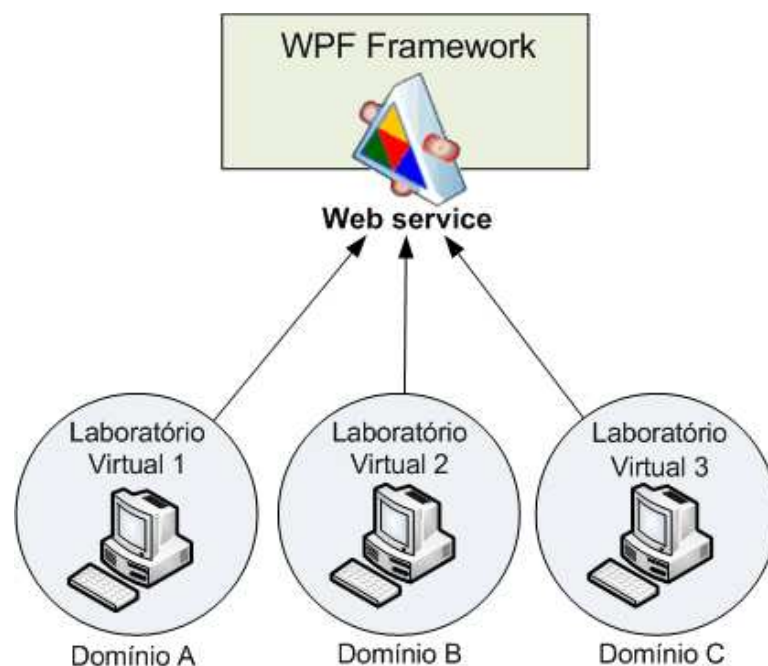 WPF Framework
Web service
Laboratório
Virtual 1
Laboratório
Virtual 2
Laboratório
Virtual 3
Domínio A
Domínio B
Domínio C